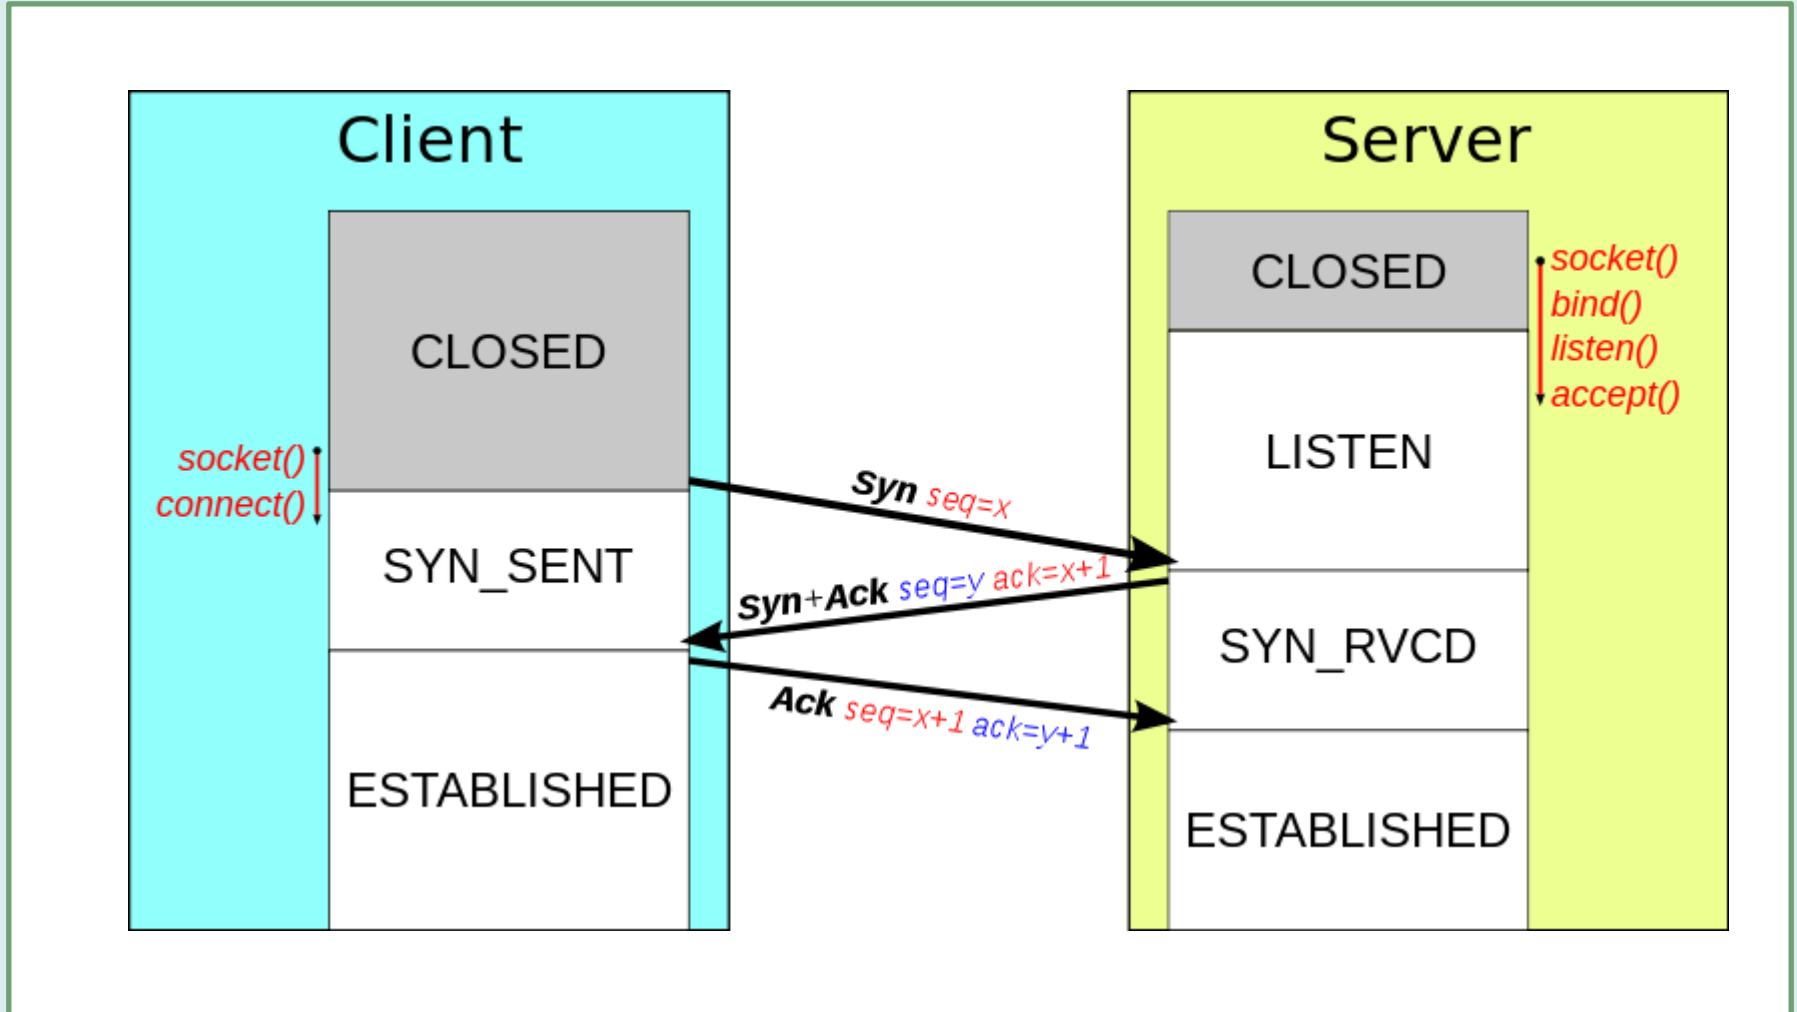 Client
CLOSED
socket()
connect()
SYN_SENT
ESTABLISHED
Syn seq=x
Syn+Ack seq=y ack=x+1
Ack seq=x+1 ack=y+1
Server
CLOSED
socket()
bind()
listen()
accept()
LISTEN
SYN_RVCD
ESTABLISHED